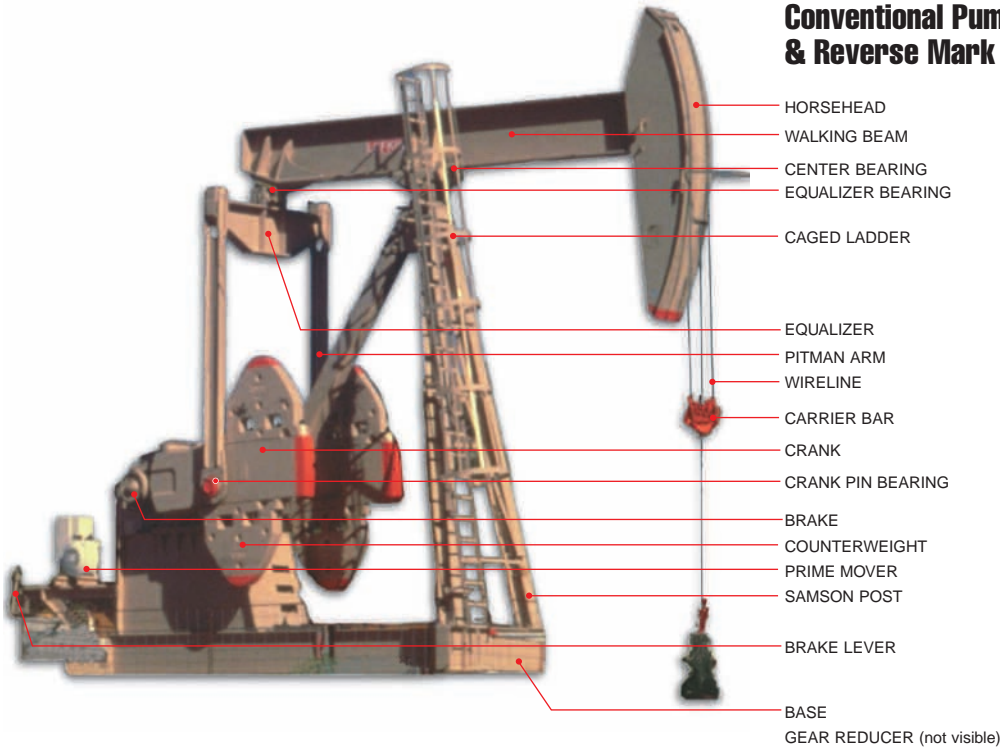 Conventional Pum
& Reverse Mark
HORSEHEAD
WALKING BEAM
CENTER BEARING
EQUALIZER BEARING
CAGED LADDER
EQUALIZER
PITMAN ARM
WIRELINE
CARRIER BAR
CRANK
CRANK PIN BEARING
BRAKE
COUNTERWEIGHT
PRIME MOVER
SAMSON POST
BRAKE LEVER
BASE
GEAR REDUCER (not visible)